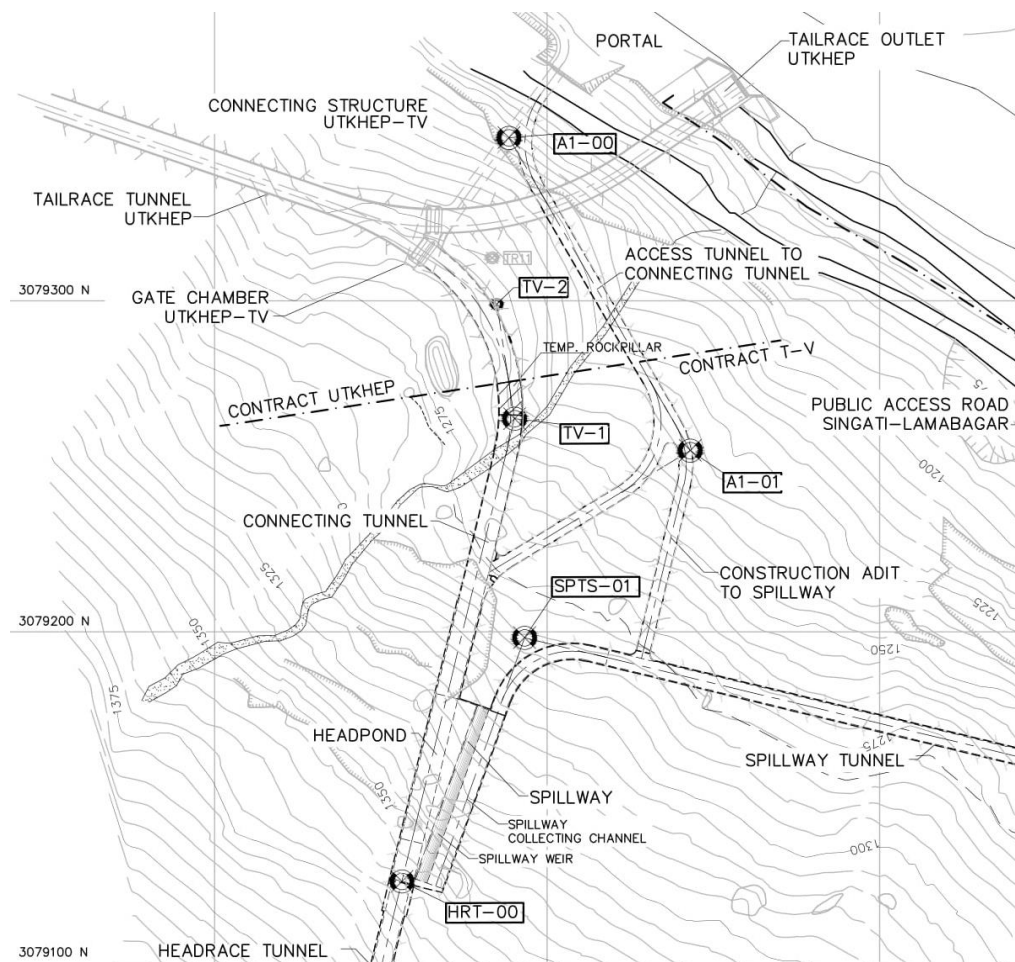 PORTAL
TAILRACE OUTLET
UTKHEP
CONNECTING STRUCTURE
UTKHEP-TV
A1-00
TAILRACE TUNNEL
UTKHEP
TR11
ACCESS TUNNEL TO
CONNECTING TUNNEL
GATE CHAMBER
UTKHEP-TV
TV-2
3079300 N
TEMP. ROCKPILLAR
CONTRACT UTKHEP
CONTRACT T-V
1275
1275
PUBLIC ACCESS ROAD
SINGATI-LAMABAGAR
TV-1
A1-01
1200
CONNECTING TUNNEL
SPTS-01
CONSTRUCTION ADIT
TO SPILLWAY
1325
1225
3079200 N
1350
1250
1375
HEADPOND
1275
SPILLWAY TUNNEL
1350
SPILLWAY
SPILLWAY
COLLECTING CHANNEL
SPILLWAY WEIR
1300
HRT-00
3079100 N
HEADRACE TUNNEL